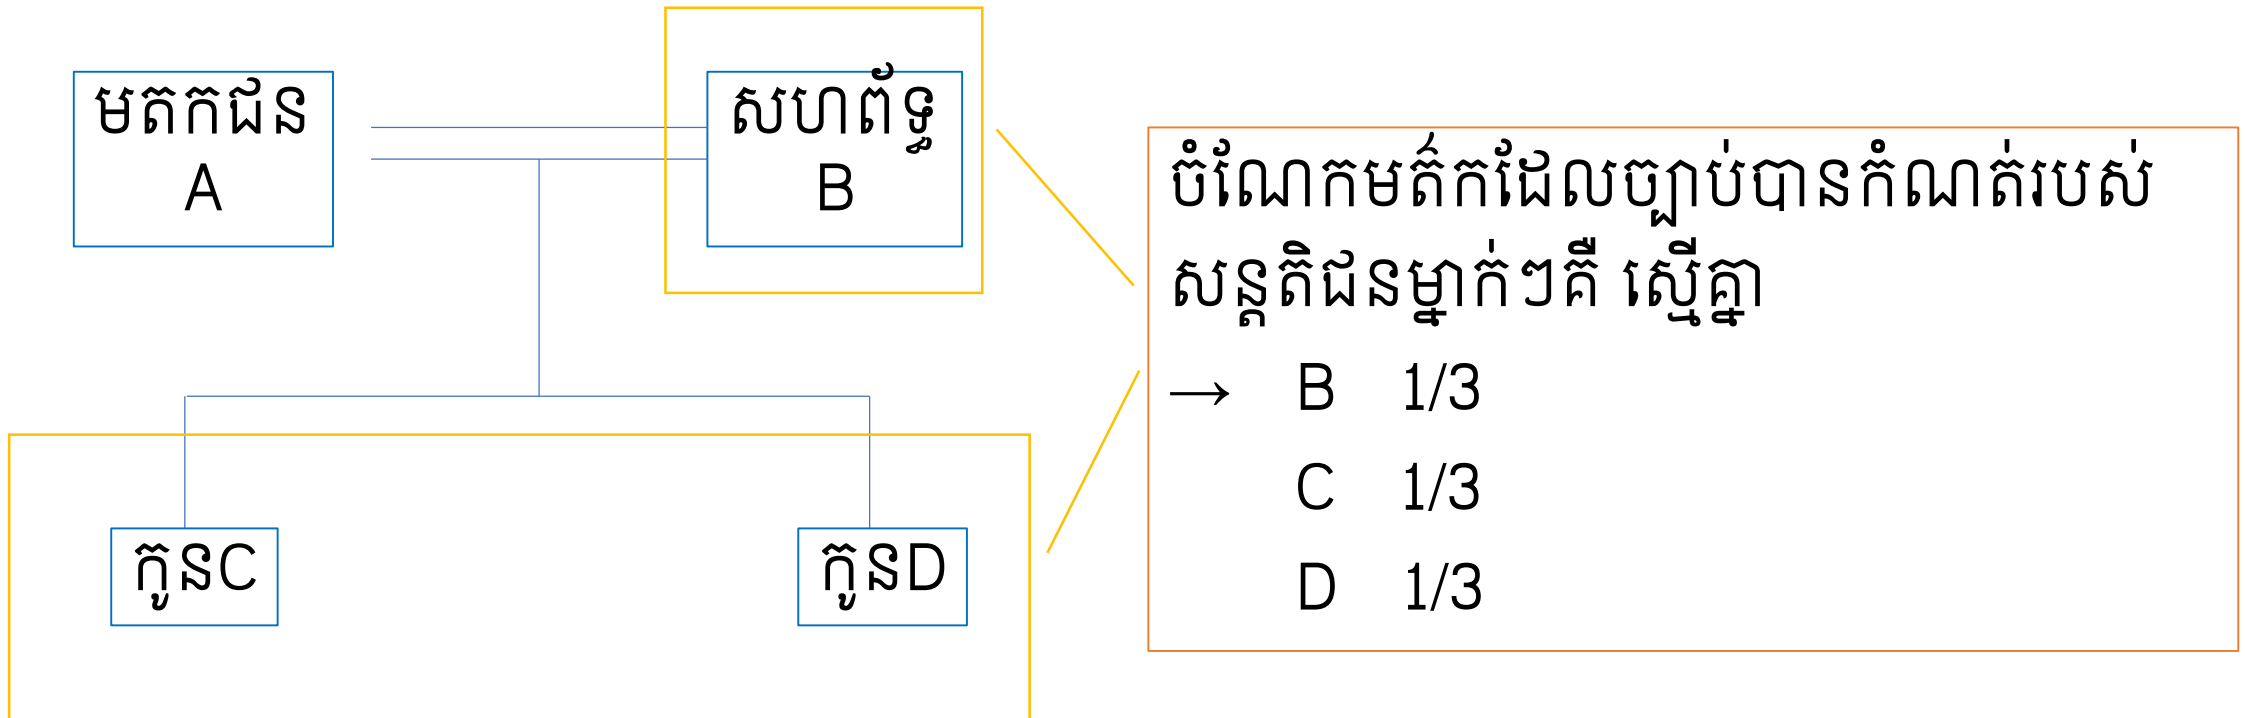 មតកជន
A
សហព័ទ្ធ
B
ចំណែកមត៌កដែលច្បាប់បានកំណត់របស់
សន្តតិជនម្នាក់ៗគឺ ស្មើគ្នា
→ B 1/3
C 1/3
D 1/3
កូនC
កូនD